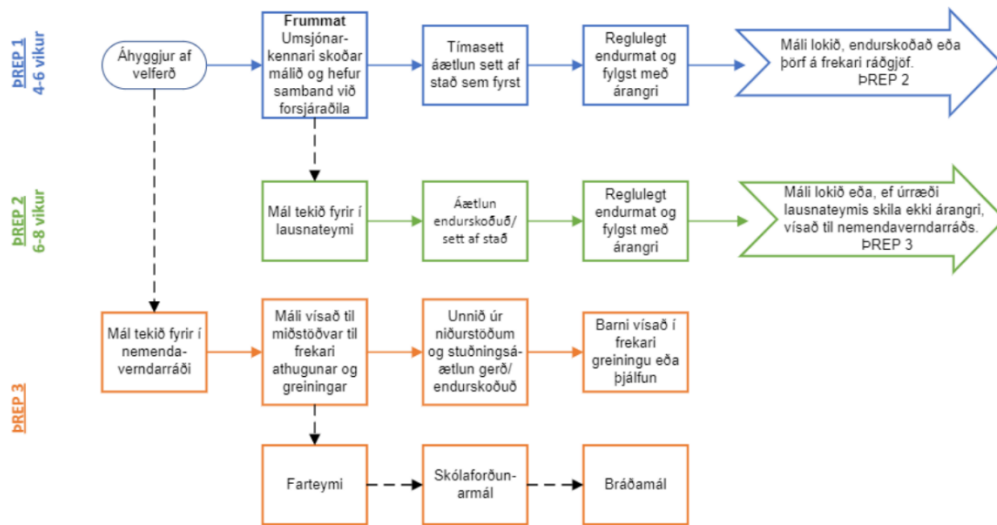 ÞREP 1
4-6 vikur
Áhyggjur af
velferð
Frummat
Umsjónar-
kennari skoðar
málið og hefur
samband við
forsjáraðila
Tímasett
áætlun sett af
stað sem fyrst
Reglulegt
endurmat og
fylgst með
árangri
Máli lokið, endurskoðað eða
þörf á frekari ráðgjöf.
ÞREP 2
ÞREP 2
6-8 vikur
Mál tekið fyrir í
lausnateymi
Áætlun
endurskoðuð/
sett af stað
Reglulegt
endurmat og
fylgst með
árangri
Máli lokið eða, ef úrræði
lausnateymis skila ekki árangri,
vísað til nemendaverndarráðs.
ÞREP 3
ÞREP 3
Mál tekið fyrir í
nemenda-
verndarráði
Máli vísað til
miðstöðvar til
frekari
athugunar og
greiningar
Unnið úr
niðurstöðum
og stuðningsá-
ætlun gerð/
endurskoðuð
Barni vísað í
frekari
greiningu eða
þjálfun
Farteymi
Skólaforðun-
armál
Bráðamál